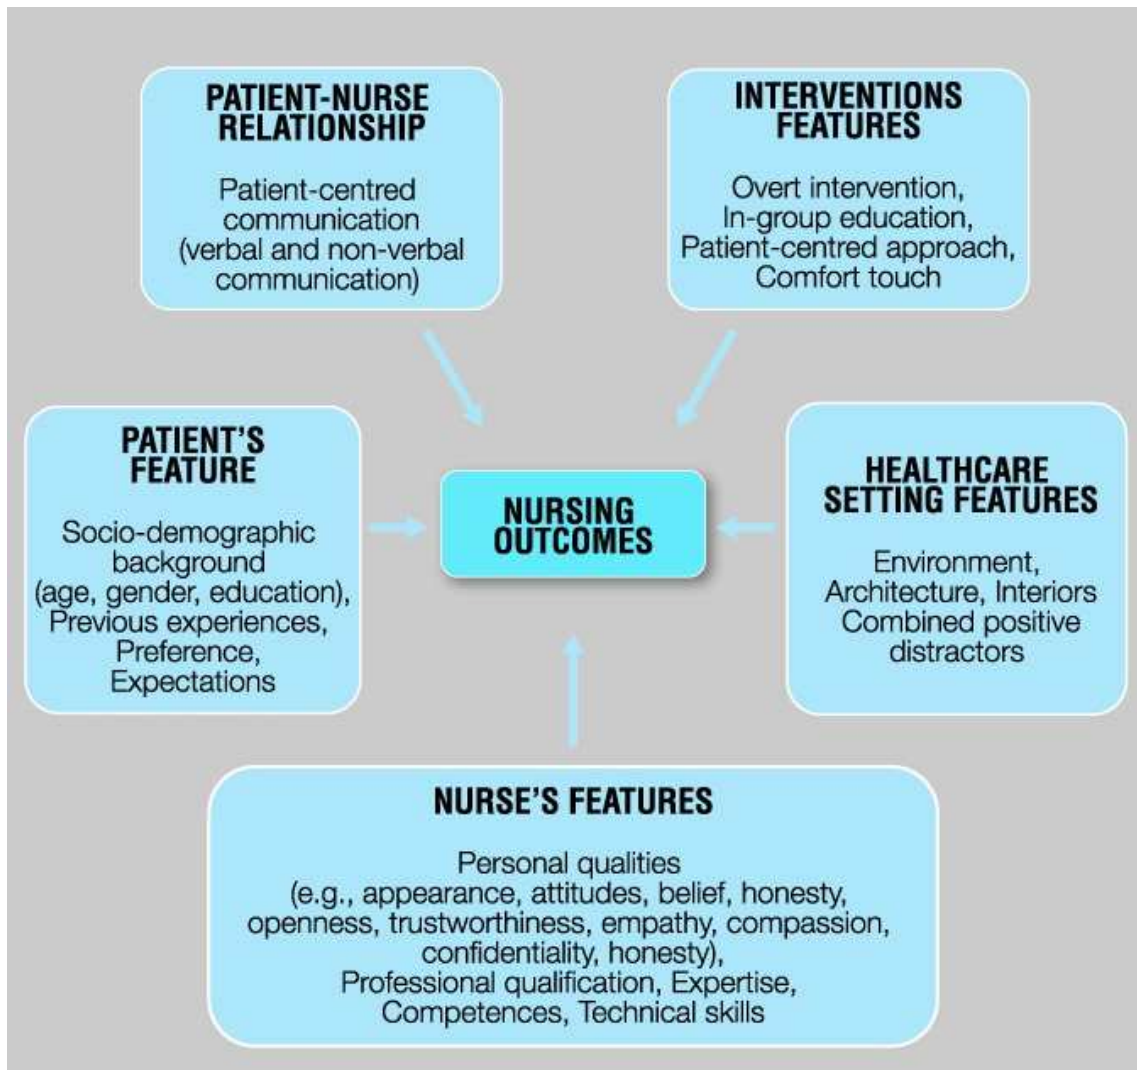 PATIENT-NURSE
RELATIONSHIP
Patient-centred
communication
(verbal and non-verbal
communication)
INTERVENTIONS
FEATURES
Overt intervention,
In-group education,
Patient-centred approach,
Comfort touch
PATIENT'S
FEATURE
Socio-demographic
background
(age, gender, education),
Previous experiences,
Preference,
Expectations
NURSING
OUTCOMES
HEALTHCARE
SETTING FEATURES
Environment,
Architecture, Interiors
Combined positive
distractors
NURSE'S FEATURES
Personal qualities
(e.g., appearance, attitudes, belief, honesty,
openness, trustworthiness, empathy, compassion,
confidentiality, honesty),
Professional qualification, Expertise,
Competences, Technical skills